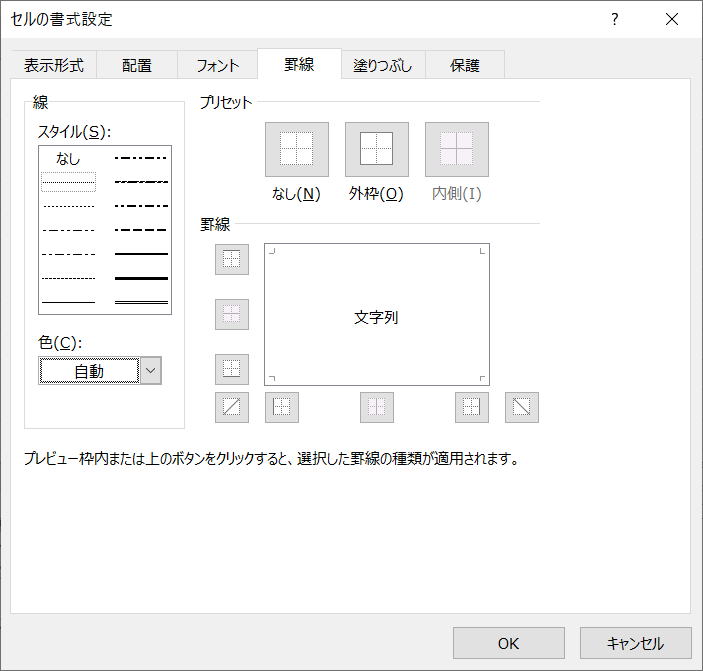 セルの書式設定
表示形式 配置 フォント 罫線 塗りつぶし 保護
線
スタイル(S):
なし
色(C):
自動
プリセット
なし(N) 外枠(O) 内側(I)
罫線
文字列
プレビュー枠内または上のボタンをクリックすると、選択した罫線の種類が適用されます。
OK キャンセル